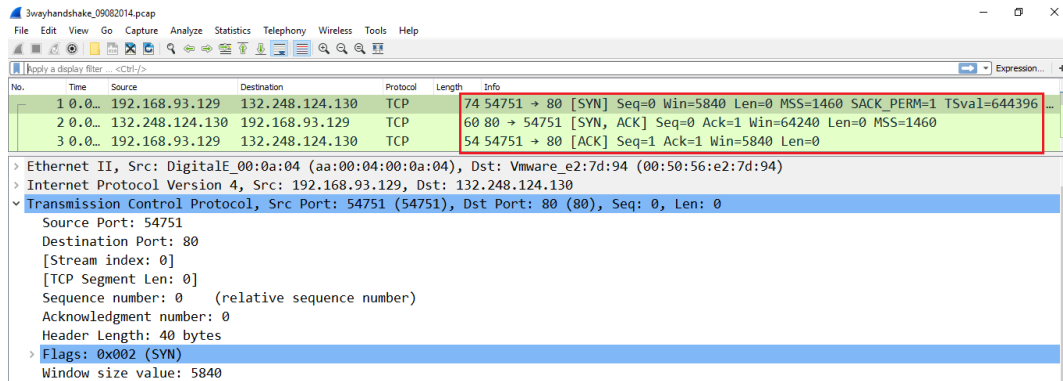 3wayhandshake_09082014.pcap
File Edit View Go Capture Analyze Statistics Telephony Wireless Tools Help
Apply a display filter ... <Ctrl-/> Expression... +
No. Time Source Destination Protocol Length Info
1 0.0… 192.168.93.129 132.248.124.130 TCP 74 54751 → 80 [SYN] Seq=0 Win=5840 Len=0 MSS=1460 SACK_PERM=1 TSval=644396 …
2 0.0… 132.248.124.130 192.168.93.129 TCP 60 80 → 54751 [SYN, ACK] Seq=0 Ack=1 Win=64240 Len=0 MSS=1460
3 0.0… 192.168.93.129 132.248.124.130 TCP 54 54751 → 80 [ACK] Seq=1 Ack=1 Win=5840 Len=0
Ethernet II, Src: DigitalE_00:0a:04 (aa:00:04:00:0a:04), Dst: Vmware_e2:7d:94 (00:50:56:e2:7d:94)
Internet Protocol Version 4, Src: 192.168.93.129, Dst: 132.248.124.130
Transmission Control Protocol, Src Port: 54751 (54751), Dst Port: 80 (80), Seq: 0, Len: 0
Source Port: 54751
Destination Port: 80
[Stream index: 0]
[TCP Segment Len: 0]
Sequence number: 0 (relative sequence number)
Acknowledgment number: 0
Header Length: 40 bytes
Flags: 0x002 (SYN)
Window size value: 5840